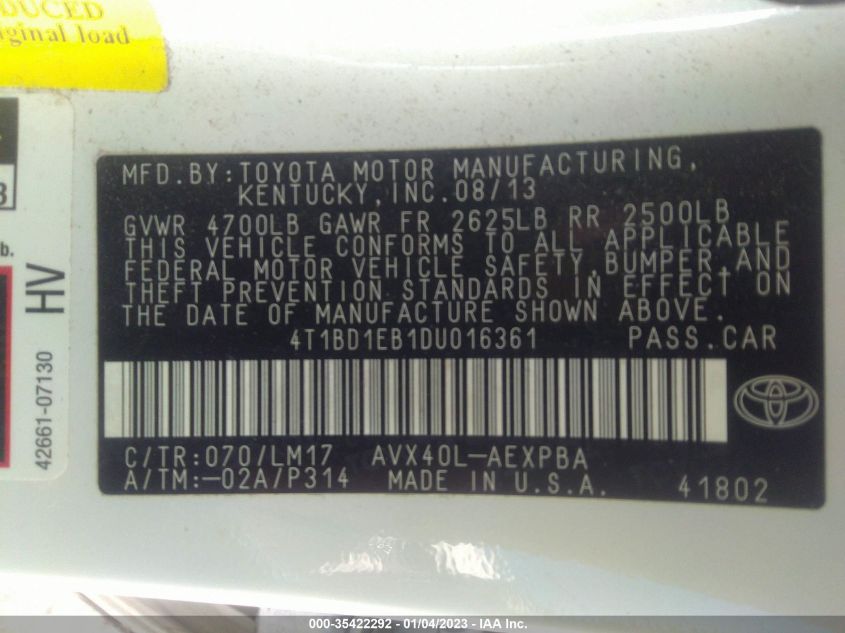 DUCED
iginal load
MFD.BY:TOYOTA MOTOR MANUFACTURING,
KENTUCKY,INC.08/13
GVWR 4700LB GAWR FR 2625LB RR 2500LB
THIS VEHICLE CONFORMS TO ALL APPLICABLE
FEDERAL MOTOR VEHICLE SAFETY,BUMPER,AND
THEFT PREVENTION STANDARDS IN EFFECT ON
THE DATE OF MANUFACTURE SHOWN ABOVE.
4T1BD1EB1DU016361 PASS.CAR
C/TR:070/LM17 AVX40L-AEXPBA
A/TM:-02A/P314 MADE IN U.S.A. 41802
HV
42661-07130
b.
000-35422292 - 01/04/2023 - IAA Inc.